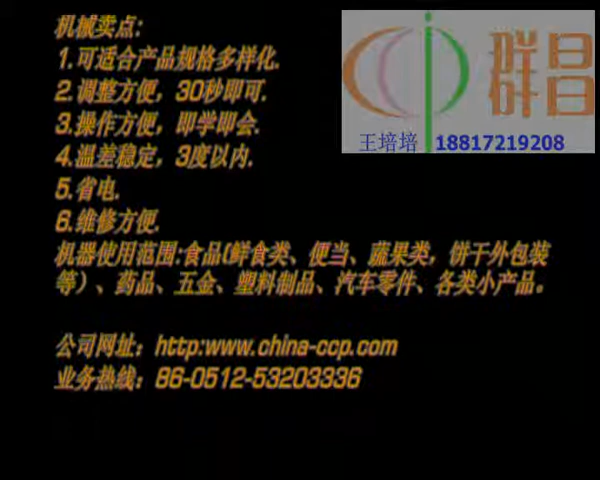 机械卖点:
1.可适合产品规格多样化.
2.调整方便，30秒即可.
3.操作方便，即学即会.
4.温差稳定，3度以内.
5.省电.
6.维修方便.
机器使用范围:食品(鲜食类、便当、蔬果类，饼干外包装
等）、药品、五金、塑料制品、汽车零件、各类小产品。
公司网址：http:www.china-ccp.com
业务热线：86-0512-53203336
群昌
王培培 18817219208